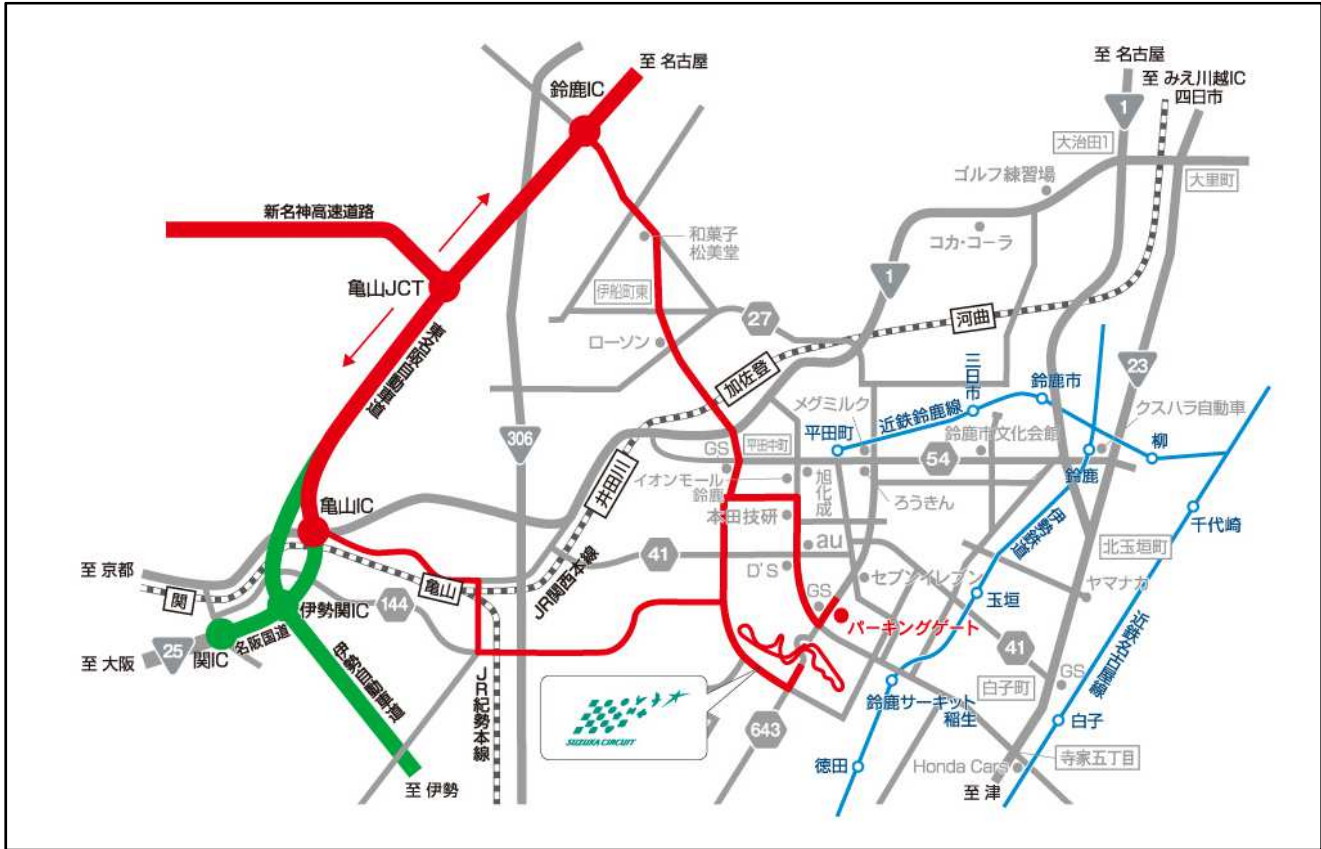 至 名古屋
至 名古屋
至 みえ川越IC
四日市
鈴鹿IC
1
大治田1
大里町
ゴルフ練習場
新名神高速道路
和菓子
松美堂
コカ・コーラ
亀山JCT
伊船町東
1
27
河曲
ローソン
東名阪自動車道
加佐登
三日市
鈴鹿市
23
メグミルク
近鉄鈴鹿線
クスハラ自動車
306
平田町
鈴鹿市文化会館
柳
平田中町
GS
54
鈴鹿
井田川
イオンモール
鈴鹿
旭化成
ろうきん
亀山IC
本田技研
伊勢鉄道
千代崎
au
北玉垣町
至 京都
41
D'S
セブンイレブン
ヤマナカ
関
亀山
JR関西本線
玉垣
伊勢関IC
144
GS
パーキングゲート
名阪国道
関IC
25
至 大阪
41
近鉄名古屋線
伊勢自動車道
JR紀勢本線
GS
鈴鹿サーキット
稲生
白子町
白子
SUZUKA CIRCUIT
643
徳田
Honda Cars
寺家五丁目
至 伊勢
至 津